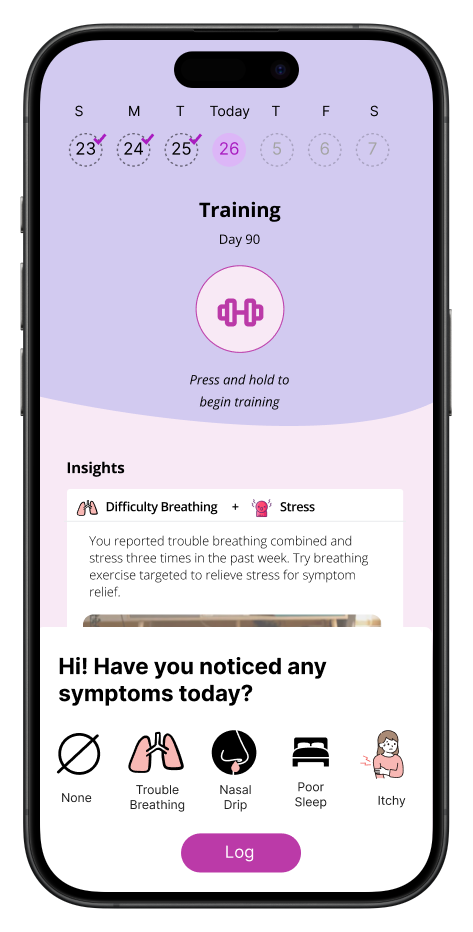 S M T Today T F S
23 24 25 26 5 6 7
Training
Day 90
Press and hold to
begin training
Insights
Difficulty Breathing + Stress
You reported trouble breathing combined and
stress three times in the past week. Try breathing
exercise targeted to relieve stress for symptom
relief.
Hi! Have you noticed any
symptoms today?
None
Trouble
Breathing
Nasal
Drip
Poor
Sleep
Itchy
Log